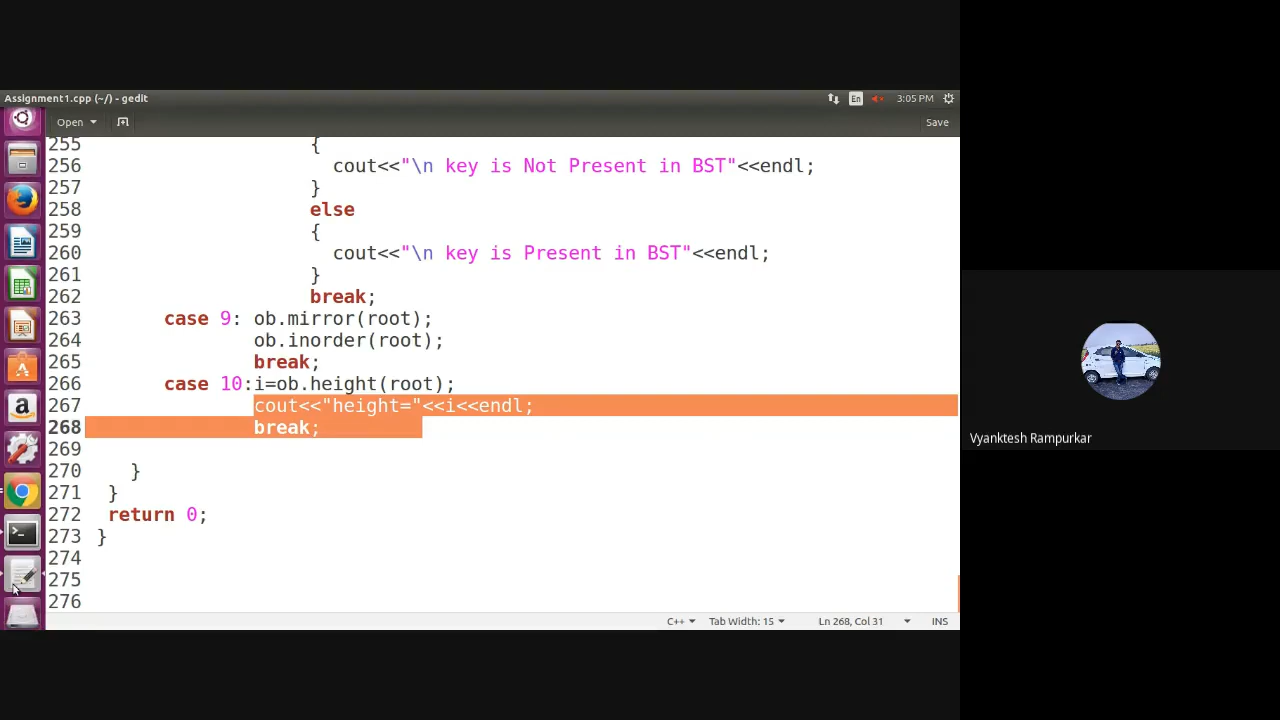 Assignment1.cpp (~/) - gedit
En
3:05 PM
Open
Save
255 {
256 cout<<"\n key is Not Present in BST"<<endl;
257 }
258 else
259 {
260 cout<<"\n key is Present in BST"<<endl;
261 }
262 break;
263 case 9: ob.mirror(root);
264 ob.inorder(root);
265 break;
266 case 10:i=ob.height(root);
267 cout<<"height="<<i<<endl;
268 break;
269
270 }
271 }
272 return 0;
273 }
274
275
276
C++ Tab Width: 15 Ln 268, Col 31 INS
Vyanktesh Rampurkar